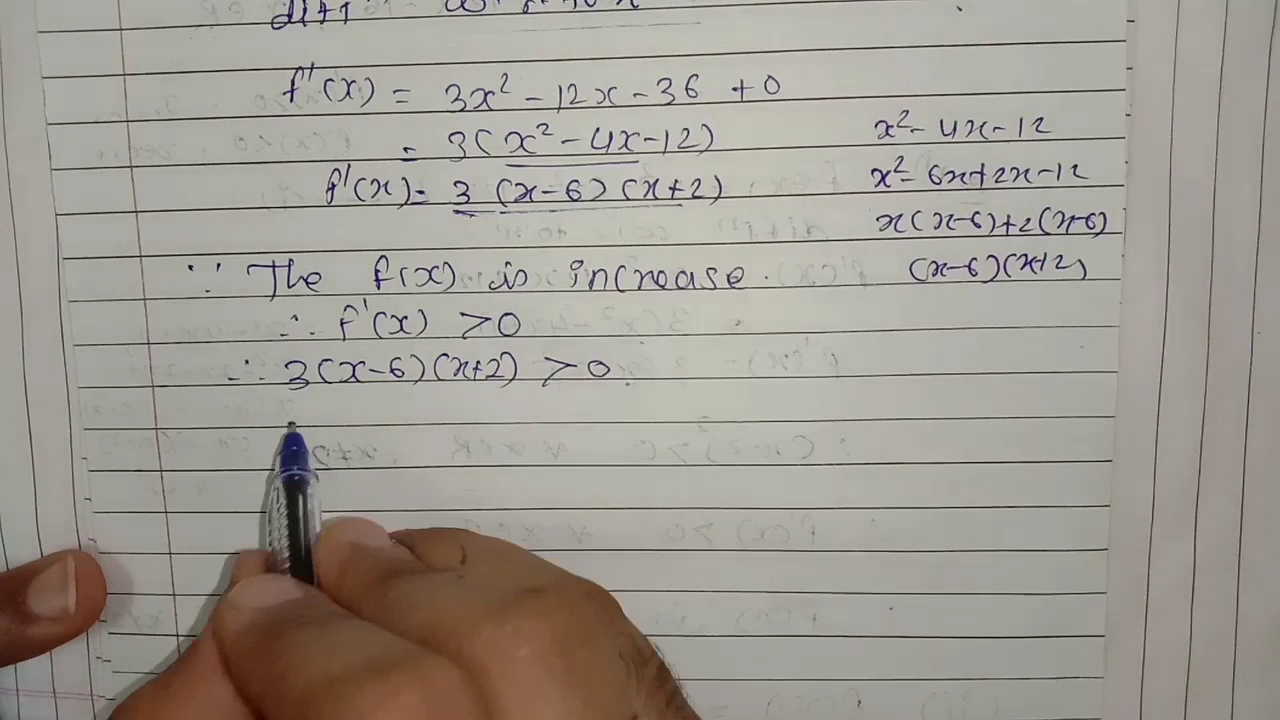 f'(x) = 3x² - 12x - 36 + 0
= 3(x² - 4x - 12)
f'(x) = 3 (x-6) (x+2)
x² - 4x - 12
x² - 6x + 2x - 12
x(x-6) + 2(x-6)
(x-6)(x+2)
∵ The f(x) is increase.
∴ f'(x) > 0
∴ 3(x-6)(x+2) > 0